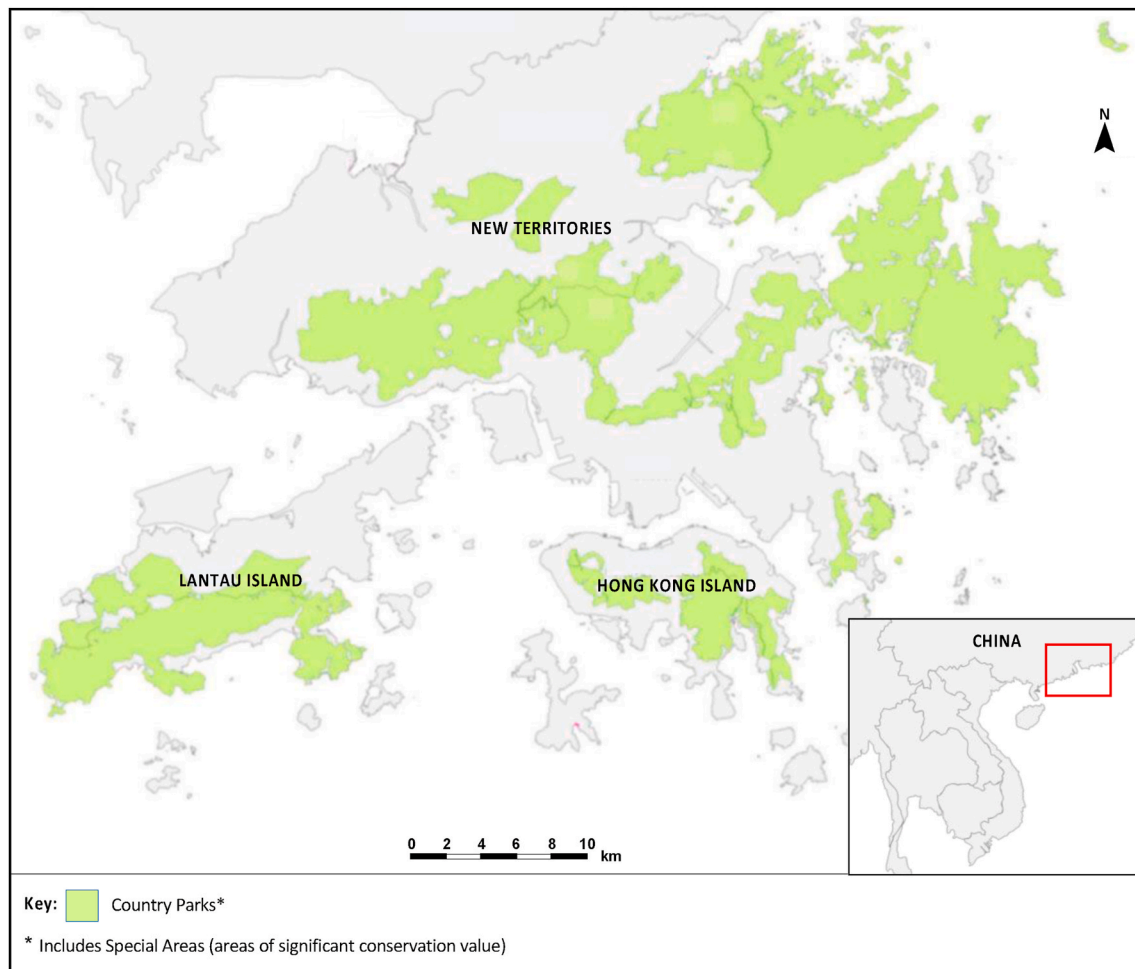 N
NEW TERRITORIES
LANTAU ISLAND
HONG KONG ISLAND
CHINA
0 2 4 6 8 10
km
Key: Country Parks*
* Includes Special Areas (areas of significant conservation value)